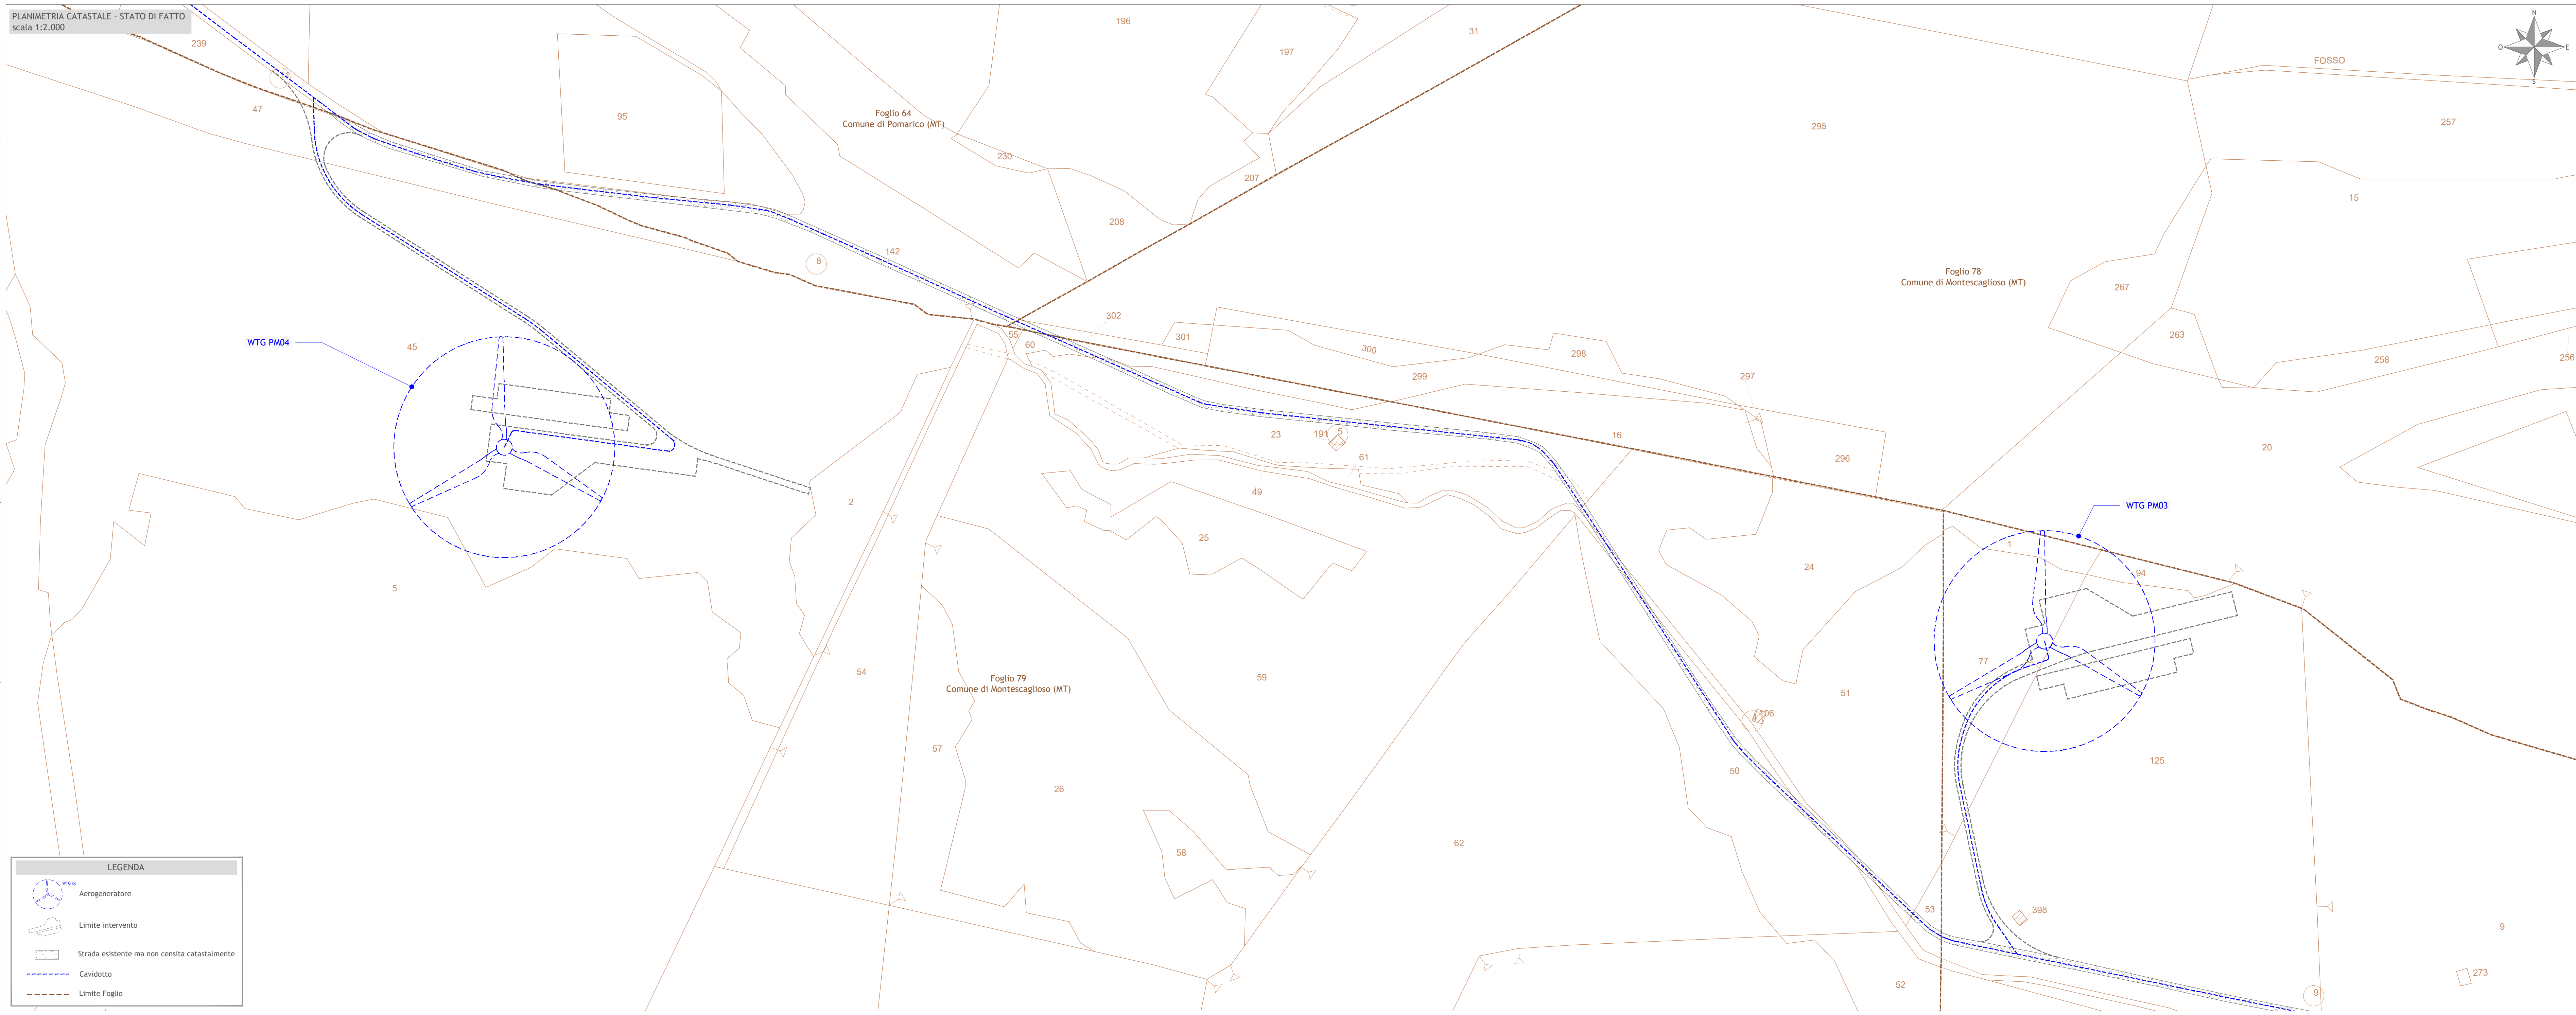 PLANIMETRIA CATASTALE - STATO DI FATTO
scala 1:2.000
239
47
95
196
197
31
N
O
E
S
FOSSO
257
295
Foglio 64
Comune di Pomarico (MT)
230
207
208
142
8
15
Foglio 78
Comune di Montescaglioso (MT)
267
263
258
256
302
301
300
298
299
297
55
60
WTG PM04
45
23
191
5
61
16
296
20
49
2
25
WTG PM03
24
1
94
5
54
Foglio 79
Comune di Montescaglioso (MT)
59
77
51
4
106
57
26
50
125
58
62
53
398
9
273
52
9
LEGENDA
Aerogeneratore
Limite intervento
Strada esistente ma non censita catastalmente
Cavidotto
Limite Foglio